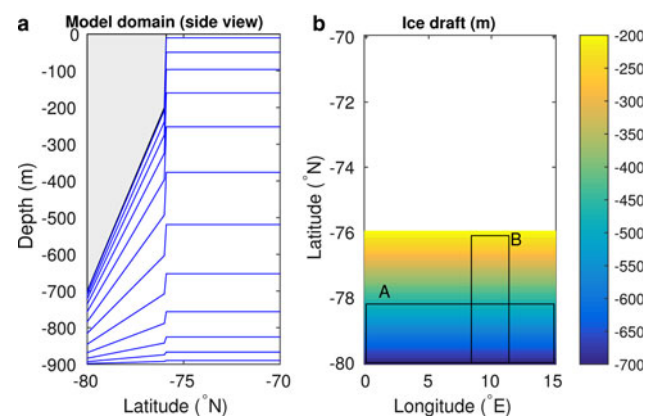 a Model domain (side view)
0
-100
-200
-300
-400
-500
-600
-700
-800
-900
Depth (m)
-80 -75 -70
Latitude (°N)
b Ice draft (m)
-70
-72
-74
-76
-78
-80
Latitude (°N)
A
B
0 5 10 15
Longitude (°E)
-200
-250
-300
-350
-400
-450
-500
-550
-600
-650
-700